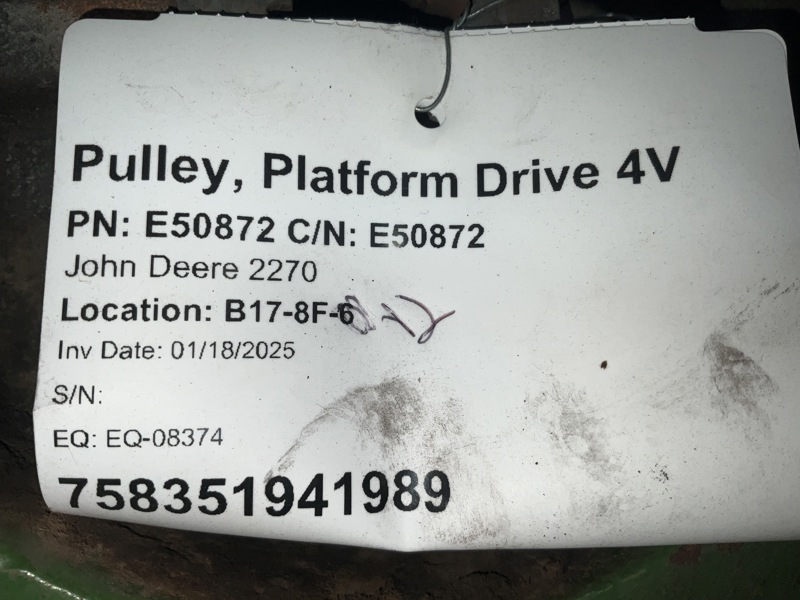 Pulley, Platform Drive 4V
PN: E50872 C/N: E50872
John Deere 2270
Location: B17-8F-6
Inv Date: 01/18/2025
S/N:
EQ: EQ-08374
758351941989